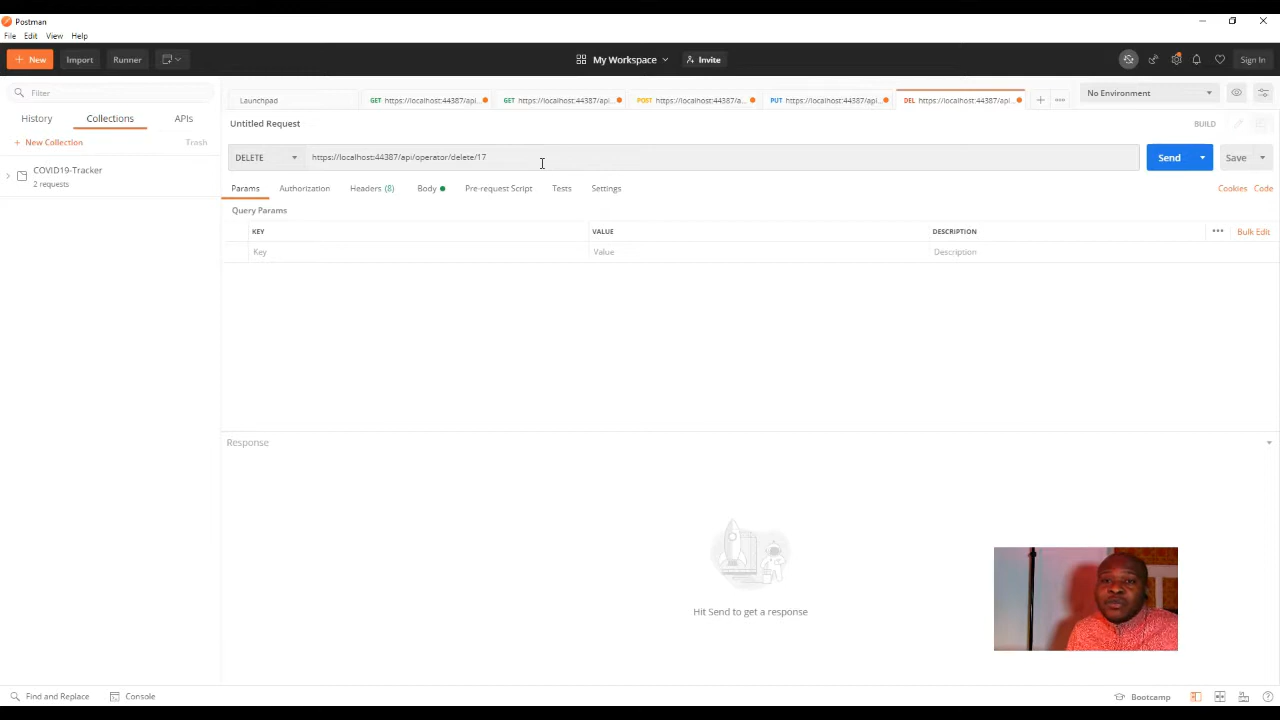 Postman
File Edit View Help
+ New Import Runner My Workspace Invite Sign In
Filter
History Collections APIs
+ New Collection Trash
COVID19-Tracker
2 requests
Launchpad GET https://localhost:44387/api... GET https://localhost:44387/api... POST https://localhost:44387/a... PUT https://localhost:44387/api... DEL https://localhost:44387/api... + ... No Environment
Untitled Request BUILD
DELETE https://localhost:44387/api/operator/delete/17 Send Save
Params Authorization Headers (8) Body Pre-request Script Tests Settings Cookies Code
Query Params
KEY VALUE DESCRIPTION ... Bulk Edit
Key Value Description
Response
Hit Send to get a response
Find and Replace Console Bootcamp